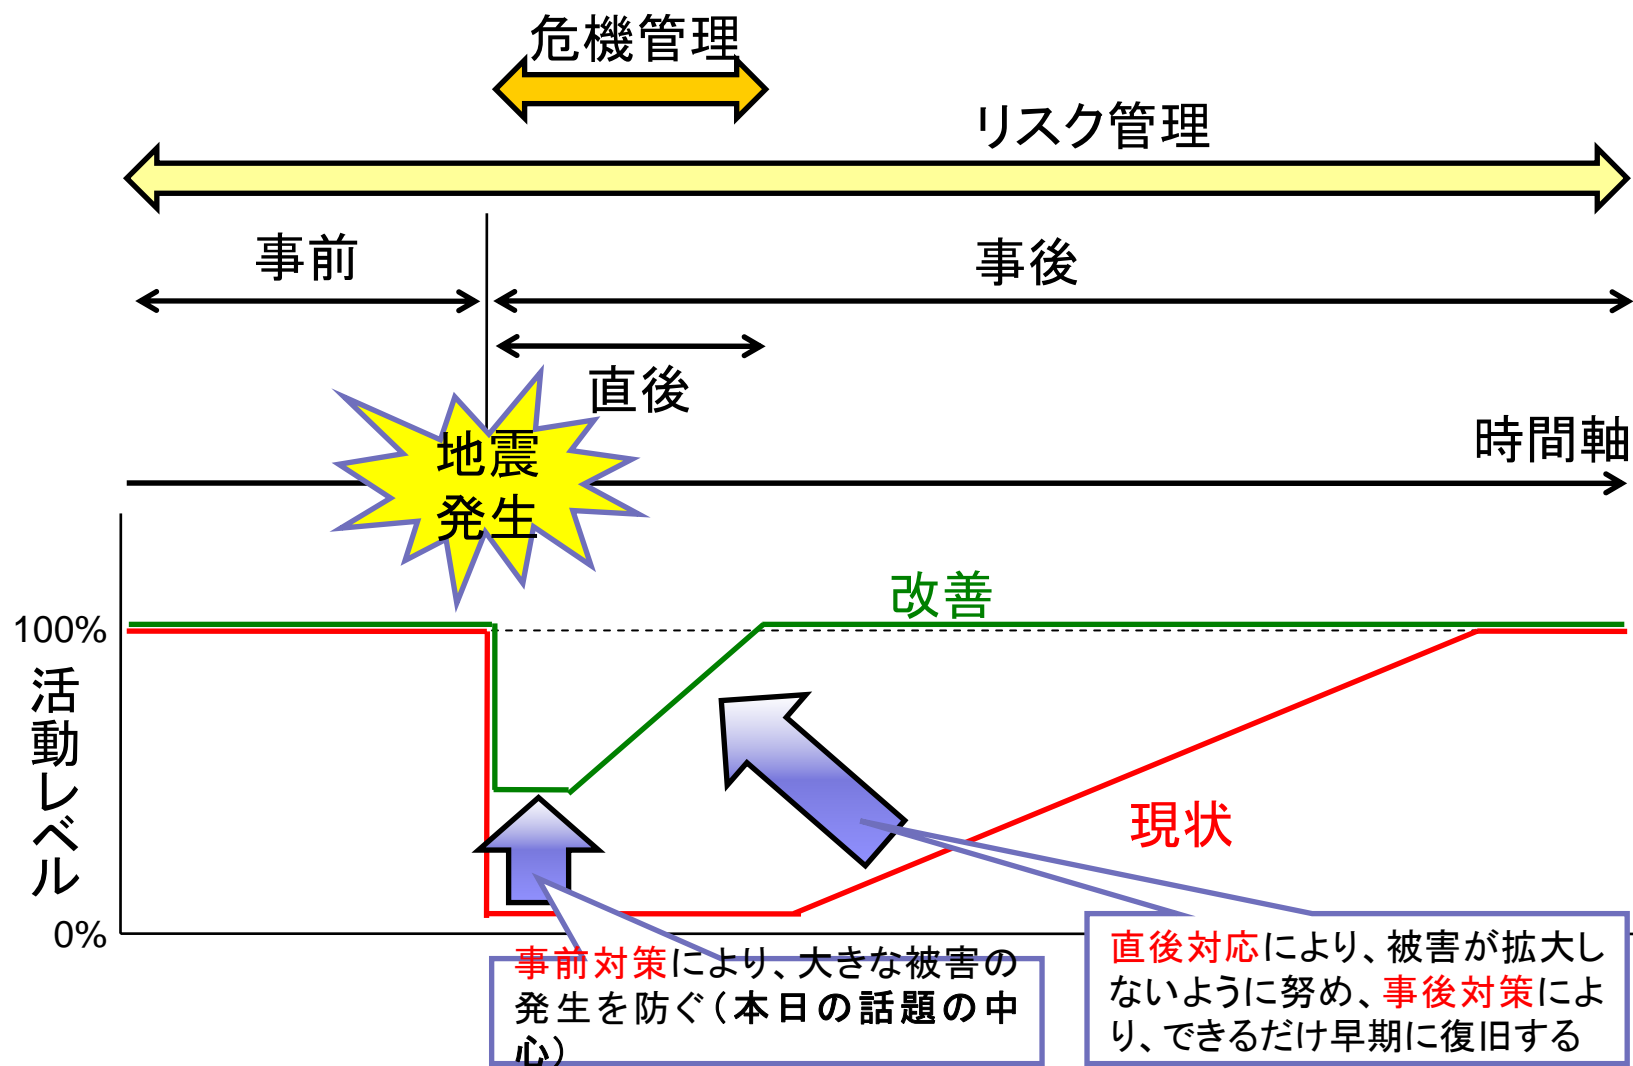 危機管理
リスク管理
事前
事後
直後
時間軸
地震
発生
改善
100%
活動レベル
現状
0%
事前対策により、大きな被害の
発生を防ぐ（本日の話題の中
心）
直後対応により、被害が拡大し
ないように努め、事後対策によ
り、できるだけ早期に復旧する